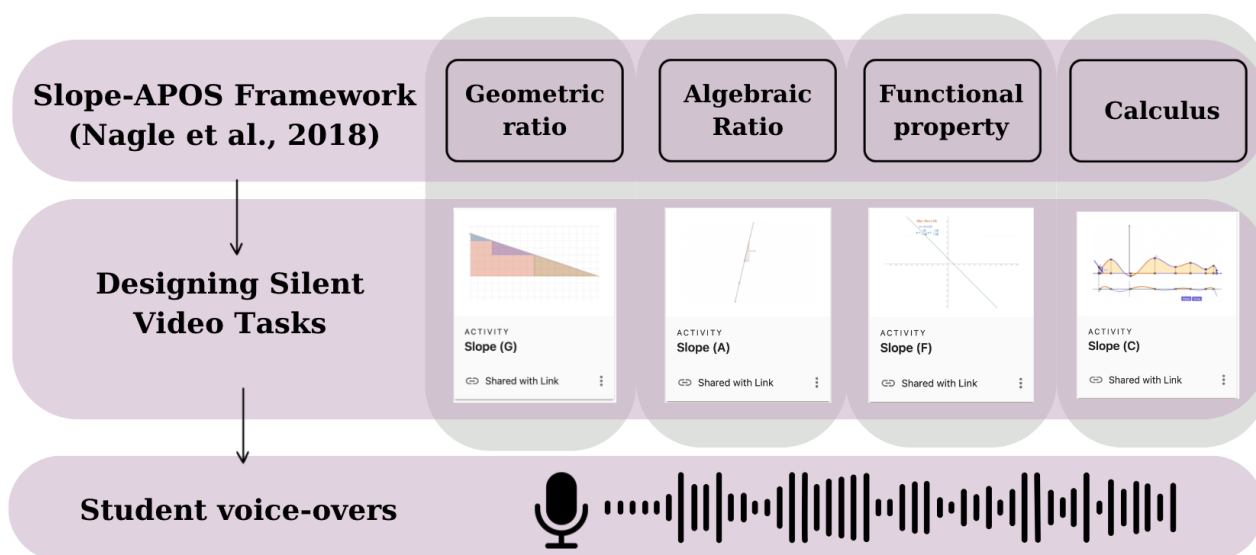 Slope-APOS Framework
(Nagle et al., 2018)
Geometric
ratio
Algebraic
Ratio
Functional
property
Calculus
Designing Silent
Video Tasks
ACTIVITY
Slope (G)
Shared with Link
ACTIVITY
Slope (A)
Shared with Link
ACTIVITY
Slope (F)
Shared with Link
ACTIVITY
Slope (C)
Shared with Link
Student voice-overs